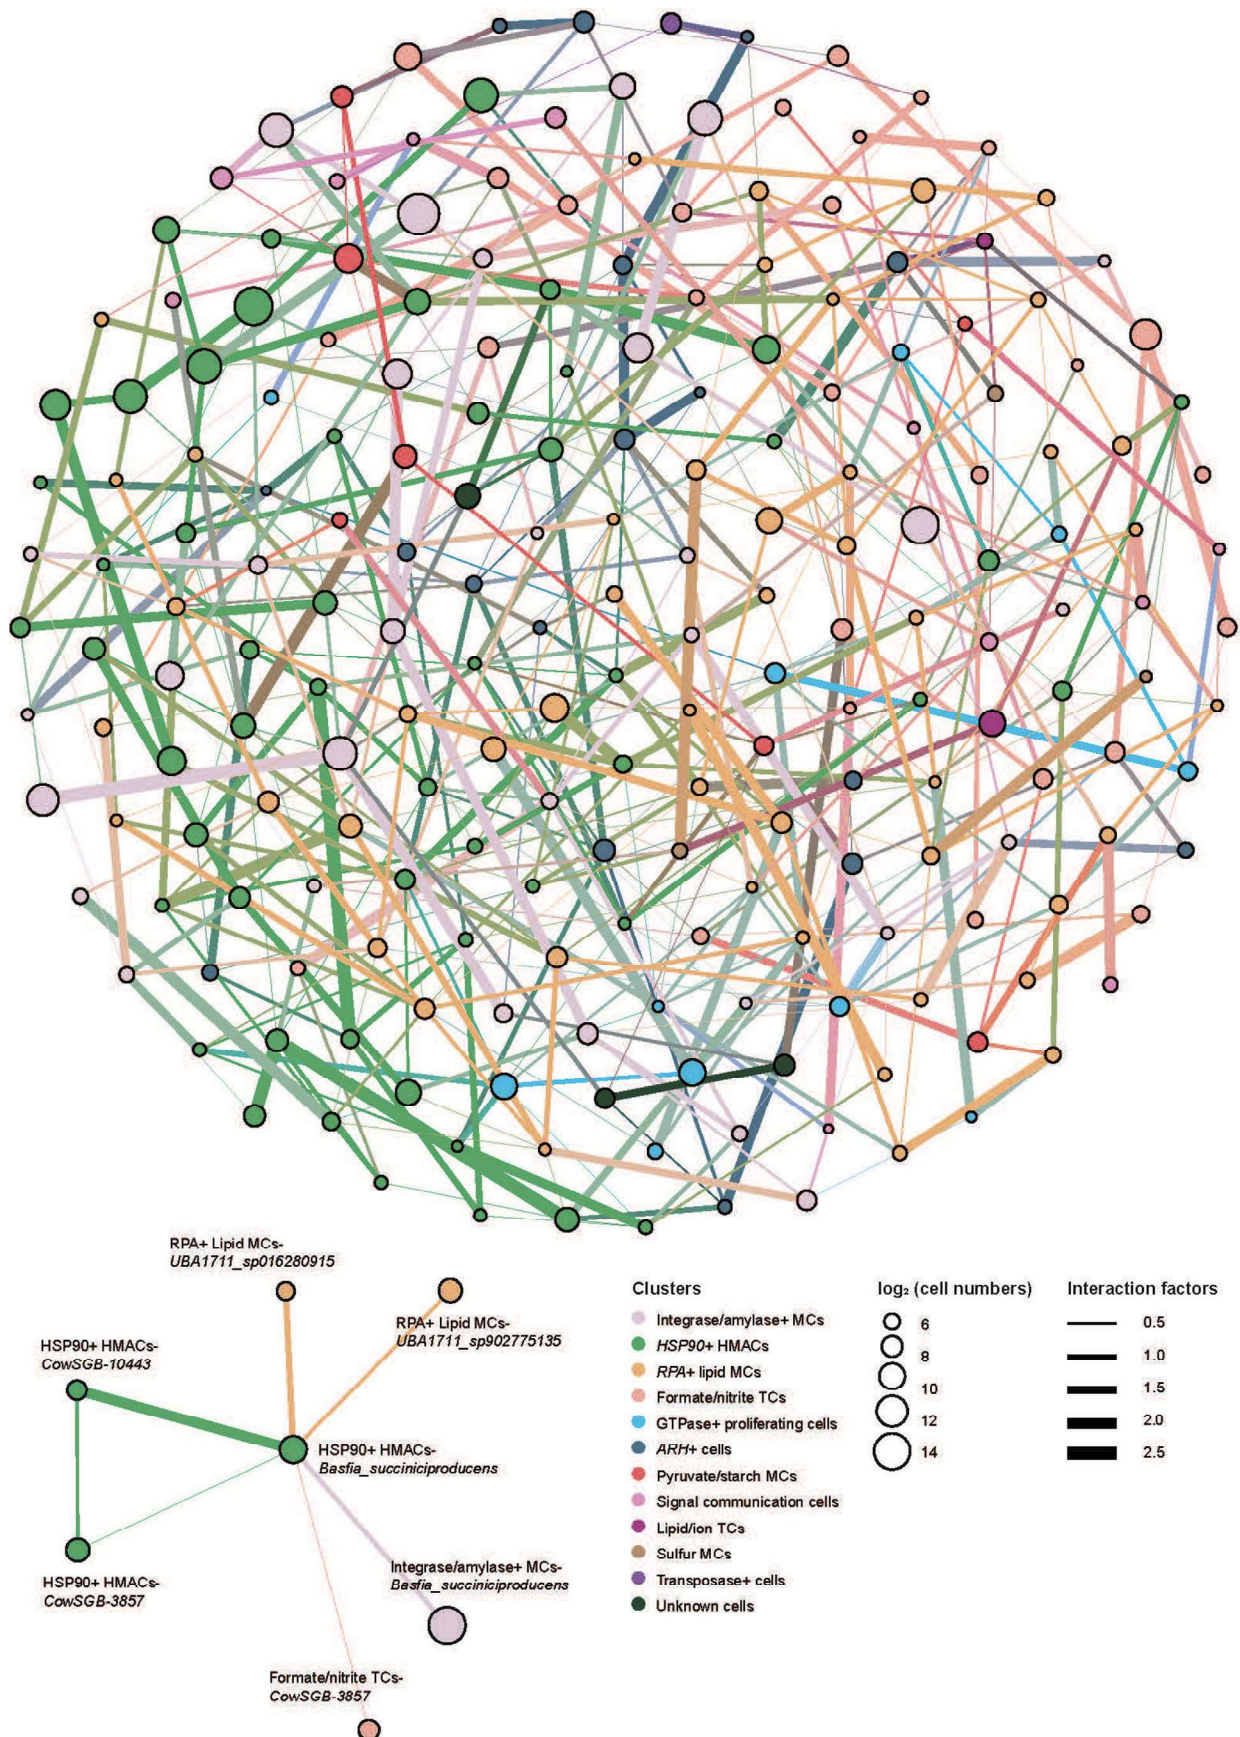 RPA+ Lipid MCs-
UBA1711_sp016280915
RPA+ Lipid MCs-
UBA1711_sp902775135
HSP90+ HMACs-
CowSGB-10443
HSP90+ HMACs-
Basfia_succiniciproducens
Integrase/amylase+ MCs-
Basfia_succiniciproducens
HSP90+ HMACs-
CowSGB-3857
Formate/nitrite TCs-
CowSGB-3857
Clusters
Integrase/amylase+ MCs
HSP90+ HMACs
RPA+ lipid MCs
Formate/nitrite TCs
GTPase+ proliferating cells
ARH+ cells
Pyruvate/starch MCs
Signal communication cells
Lipid/ion TCs
Sulfur MCs
Transposase+ cells
Unknown cells
log₂ (cell numbers)
6
8
10
12
14
Interaction factors
0.5
1.0
1.5
2.0
2.5